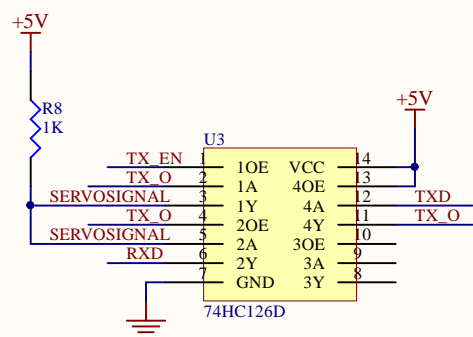 +5V
R8
1K
+5V
U3
TX_EN 1 1OE VCC 14
TX_O 2 1A 4OE 13
SERVOSIGNAL 3 1Y 4A 12 TXD
TX_O 4 2OE 4Y 11 TX_O
SERVOSIGNAL 5 2A 3OE 10
RXD 6 2Y 3A 9
7 GND 3Y 8
74HC126D